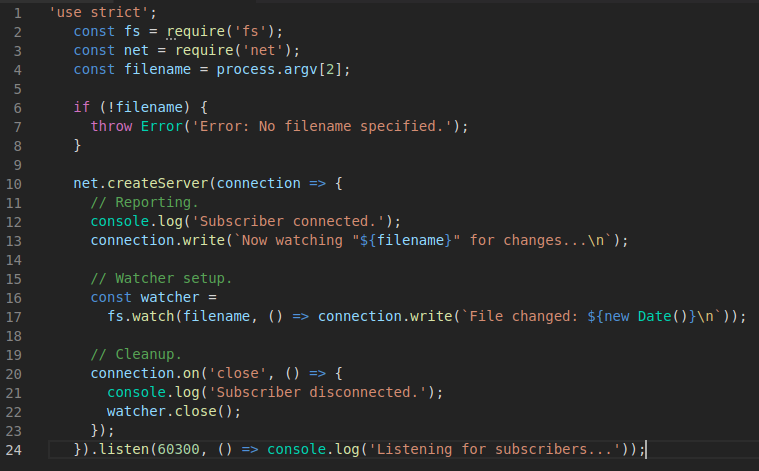 1 'use strict';
2 const fs = require('fs');
3 const net = require('net');
4 const filename = process.argv[2];
5
6 if (!filename) {
7 throw Error('Error: No filename specified.');
8 }
9
10 net.createServer(connection => {
11 // Reporting.
12 console.log('Subscriber connected.');
13 connection.write(`Now watching "${filename}" for changes...\n`);
14
15 // Watcher setup.
16 const watcher =
17 fs.watch(filename, () => connection.write(`File changed: ${new Date()}\n`));
18
19 // Cleanup.
20 connection.on('close', () => {
21 console.log('Subscriber disconnected.');
22 watcher.close();
23 });
24 }).listen(60300, () => console.log('Listening for subscribers...'));